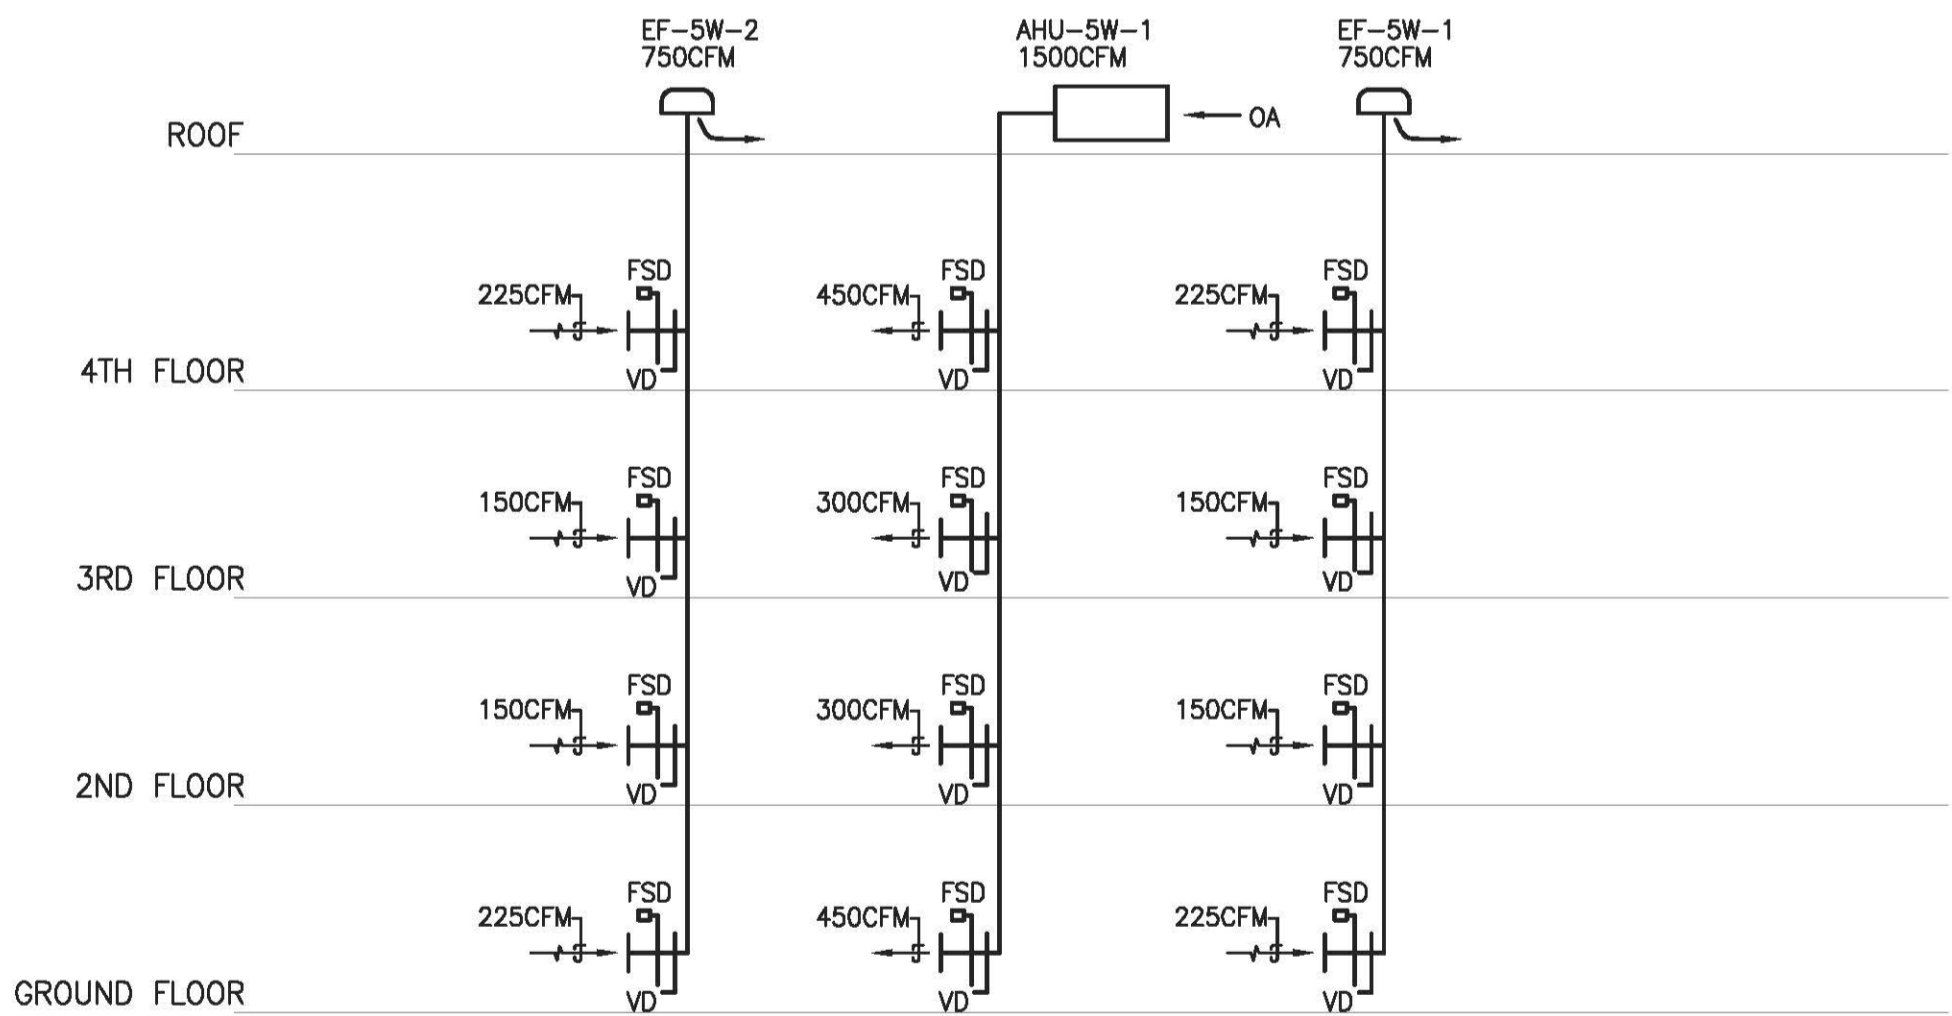 EF-5W-2
750CFM
AHU-5W-1
1500CFM
EF-5W-1
750CFM
ROOF
OA
FSD
225CFM
VD
FSD
450CFM
VD
FSD
225CFM
VD
4TH FLOOR
FSD
150CFM
VD
FSD
300CFM
VD
FSD
150CFM
VD
3RD FLOOR
FSD
150CFM
VD
FSD
300CFM
VD
FSD
150CFM
VD
2ND FLOOR
FSD
225CFM
VD
FSD
450CFM
VD
FSD
225CFM
VD
GROUND FLOOR